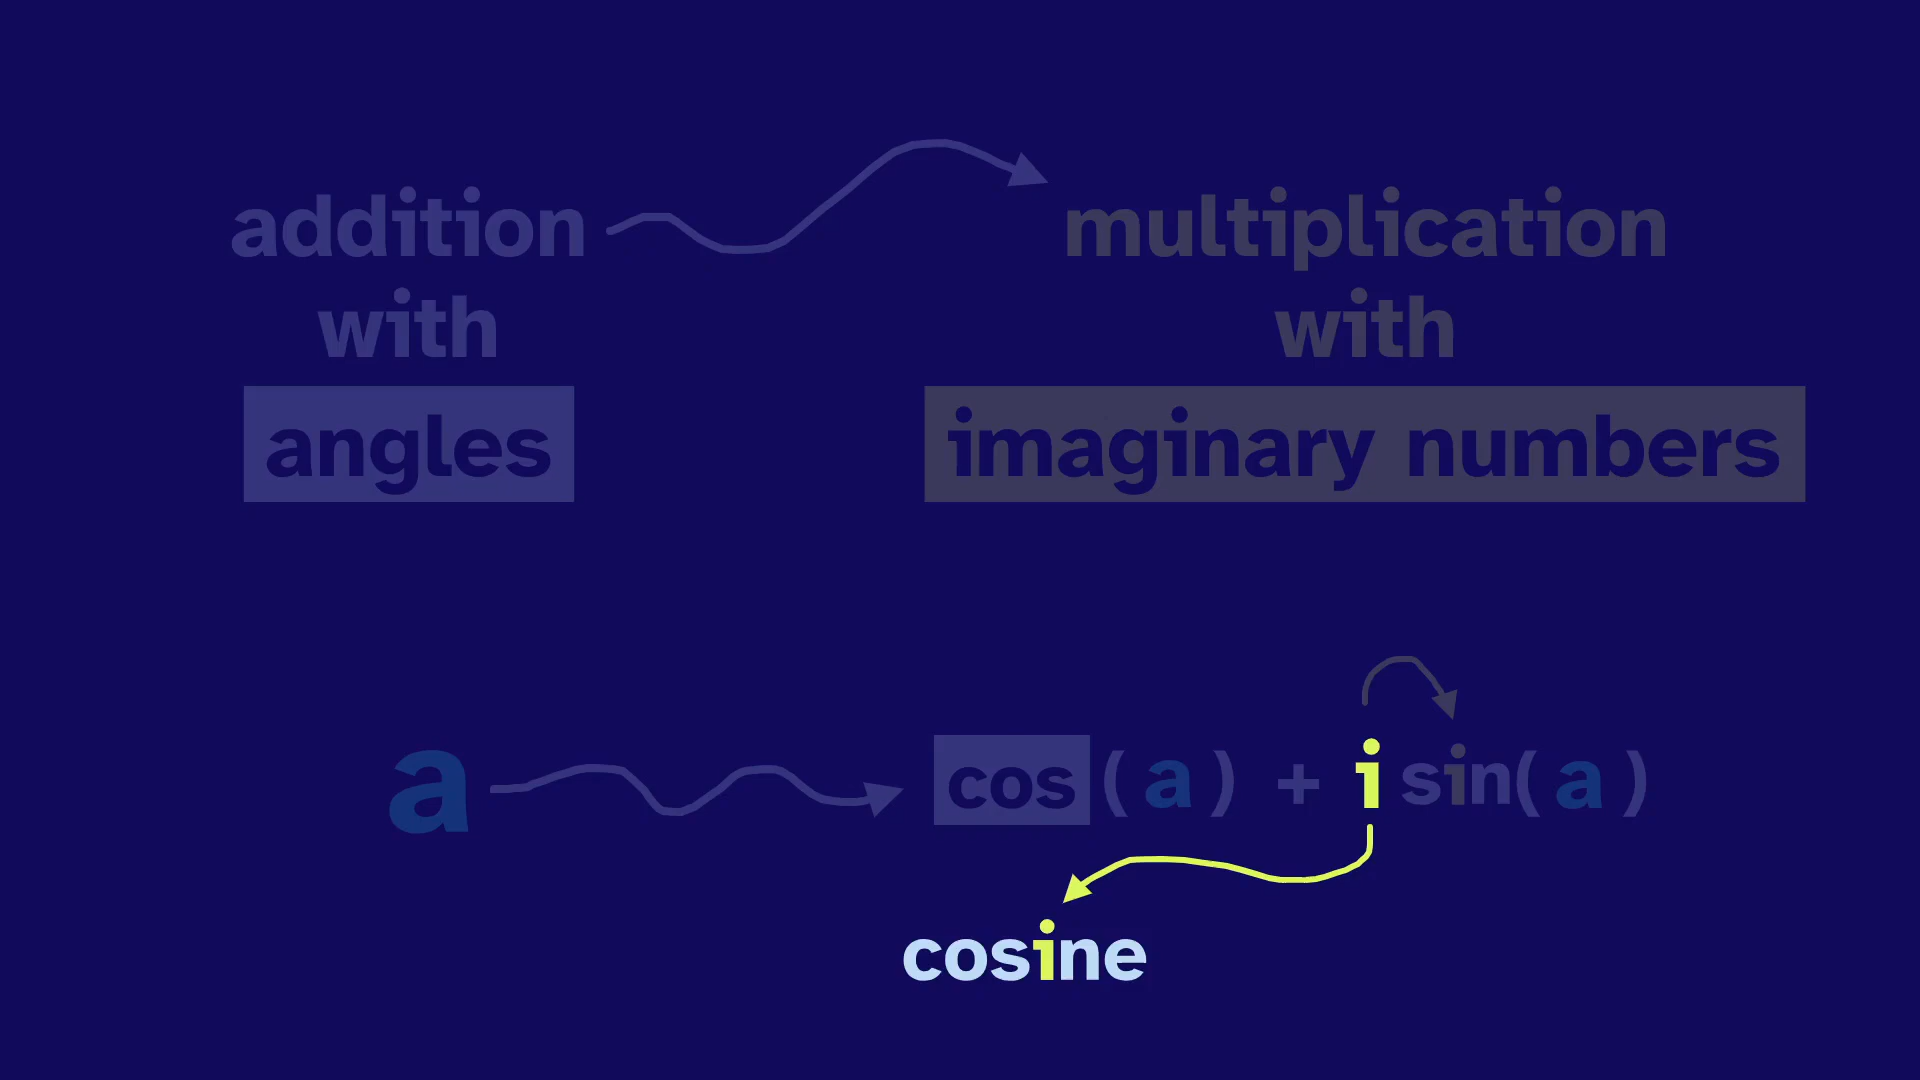 addition
with
angles
multiplication
with
imaginary numbers
a
cos(a) + i sin(a)
cosine